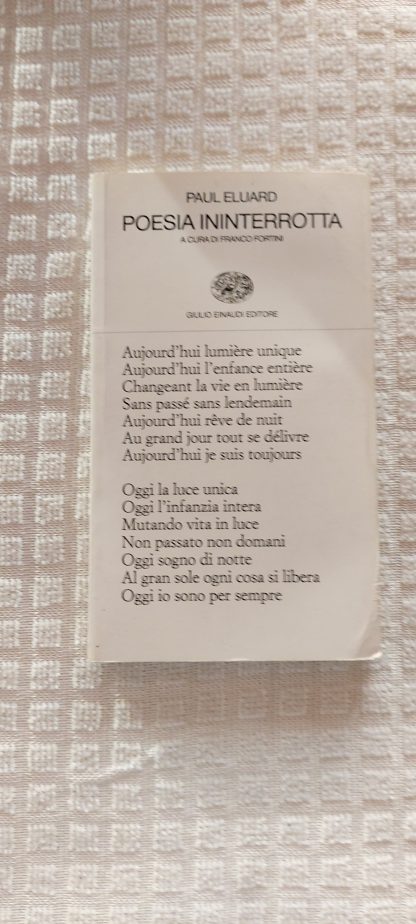 PAUL ELUARD
POESIA ININTERROTTA
A CURA DI FRANCO FORTINI
GIULIO EINAUDI EDITORE
Aujourd'hui lumière unique
Aujourd'hui l'enfance entière
Changeant la vie en lumière
Sans passé sans lendemain
Aujourd'hui rêve de nuit
Au grand jour tout se délivre
Aujourd'hui je suis toujours
Oggi la luce unica
Oggi l'infanzia intera
Mutando vita in luce
Non passato non domani
Oggi sogno di notte
Al gran sole ogni cosa si libera
Oggi io sono per sempre